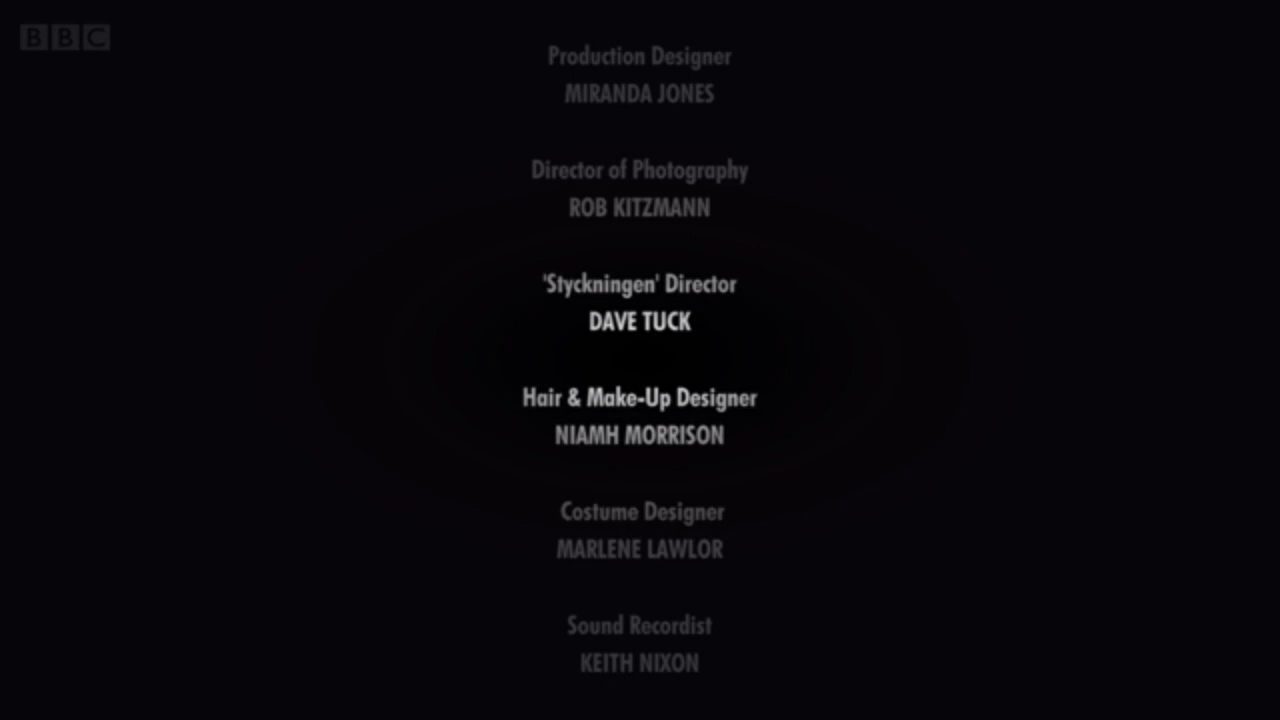 BBC
Production Designer
MIRANDA JONES
Director of Photography
ROB KITZMANN
'Styckningen' Director
DAVE TUCK
Hair & Make-Up Designer
NIAMH MORRISON
Costume Designer
MARLENE LAWLOR
Sound Recordist
KEITH NIXON